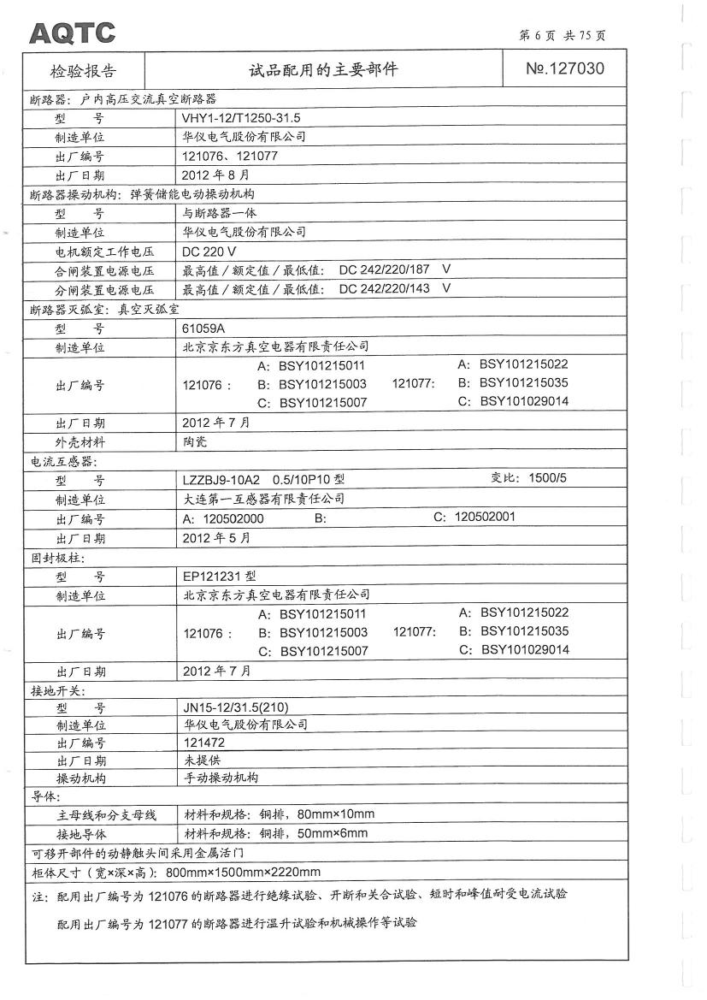 AQTC
第 6 页 共 75 页
检验报告 试品配用的主要部件 №.127030
断路器：户内高压交流真空断路器
型 号 VHY1-12/T1250-31.5
制造单位 华仪电气股份有限公司
出厂编号 121076、121077
出厂日期 2012 年 8 月
断路器操动机构：弹簧储能电动操动机构
型 号 与断路器一体
制造单位 华仪电气股份有限公司
电机额定工作电压 DC 220 V
合闸装置电源电压 最高值／额定值／最低值： DC 242/220/187 V
分闸装置电源电压 最高值／额定值／最低值： DC 242/220/143 V
断路器灭弧室：真空灭弧室
型 号 61059A
制造单位 北京京东方真空电器有限责任公司
A：BSY101215011 A：BSY101215022
出厂编号 121076： B：BSY101215003 121077： B：BSY101215035
C：BSY101215007 C：BSY101029014
出厂日期 2012 年 7 月
外壳材料 陶瓷
电流互感器：
型 号 LZZBJ9-10A2 0.5/10P10 型 变比：1500/5
制造单位 大连第一互感器有限责任公司
出厂编号 A：120502000 B： C：120502001
出厂日期 2012 年 5 月
固封极柱：
型 号 EP121231 型
制造单位 北京京东方真空电器有限责任公司
A：BSY101215011 A：BSY101215022
出厂编号 121076： B：BSY101215003 121077： B：BSY101215035
C：BSY101215007 C：BSY101029014
出厂日期 2012 年 7 月
接地开关：
型 号 JN15-12/31.5(210)
制造单位 华仪电气股份有限公司
出厂编号 121472
出厂日期 未提供
操动机构 手动操动机构
导体：
主母线和分支母线 材料和规格：铜排，80mm×10mm
接地导体 材料和规格：铜排，50mm×6mm
可移开部件的动静触头间采用金属活门
柜体尺寸（宽×深×高）：800mm×1500mm×2220mm
注：配用出厂编号为 121076 的断路器进行绝缘试验、开断和关合试验、短时和峰值耐受电流试验
配用出厂编号为 121077 的断路器进行温升试验和机械操作等试验